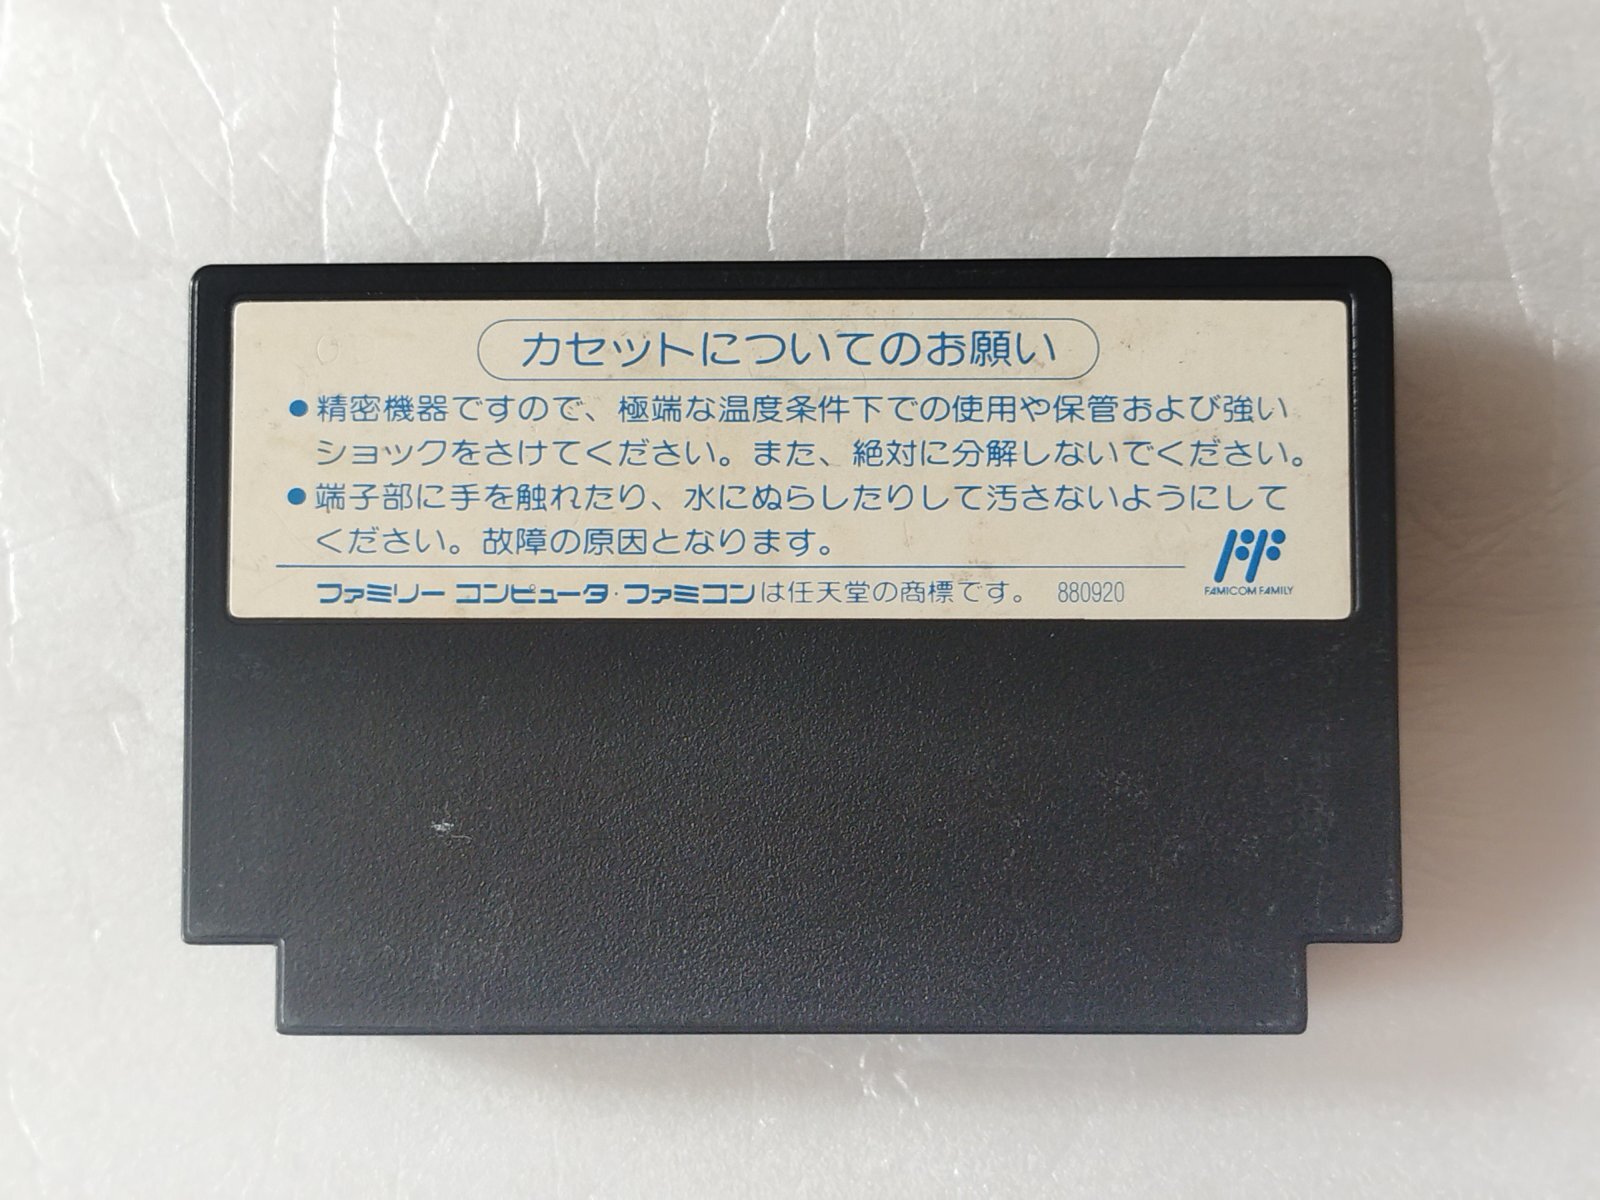 カセットについてのお願い
●精密機器ですので、極端な温度条件下での使用や保管および強い
ショックをさけてください。また、絶対に分解しないでください。
●端子部に手を触れたり、水にぬらしたりして汚さないようにして
ください。故障の原因となります。
ファミリーコンピュータ・ファミコンは任天堂の商標です。 880920
FAMICOM FAMILY